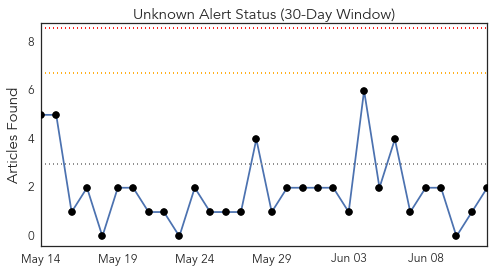 Unknown Alert Status (30-Day Window)
Articles Found
8
6
4
2
0
May 14 May 19 May 24 May 29 Jun 03 Jun 08